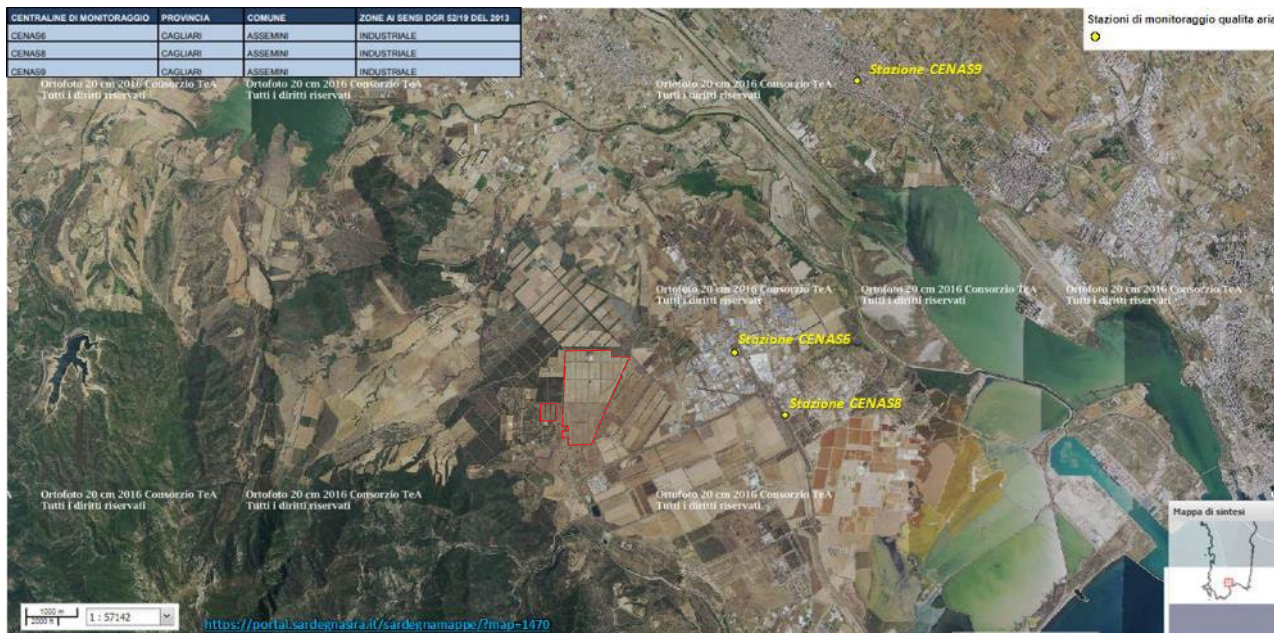 CENTRALINE DI MONITORAGGIO PROVINCIA COMUNE ZONE AI SENSI DGR 52/19 DEL 2013
CENAS6 CAGLIARI ASSEMINI INDUSTRIALE
CENAS8 CAGLIARI ASSEMINI INDUSTRIALE
CENAS9 CAGLIARI ASSEMINI INDUSTRIALE
Stazioni di monitoraggio qualita aria
Stazione CENAS9
Ortofoto 20 cm 2016 Consorzio TeA
Tutti i diritti riservati
Ortofoto 20 cm 2016 Consorzio TeA
Tutti i diritti riservati
Ortofoto 20 cm 2016 Consorzio TeA
Tutti i diritti riservati
Ortofoto 20 cm 2016 Consorzio TeA
Tutti i diritti riservati
Ortofoto 20 cm 2016 Consorzio TeA
Tutti i diritti riservati
Ortofoto 20 cm 2016 Consorzio TeA
Tutti i diritti riservati
Stazione CENAS6
Stazione CENAS8
Ortofoto 20 cm 2016 Consorzio TeA
Tutti i diritti riservati
Ortofoto 20 cm 2016 Consorzio TeA
Tutti i diritti riservati
Ortofoto 20 cm 2016 Consorzio TeA
Tutti i diritti riservati
Mappa di sintesi
1000 m
2000 ft
1 : 57142
https://portal.sardegnasira.it/sardegnamappe/?map=1470